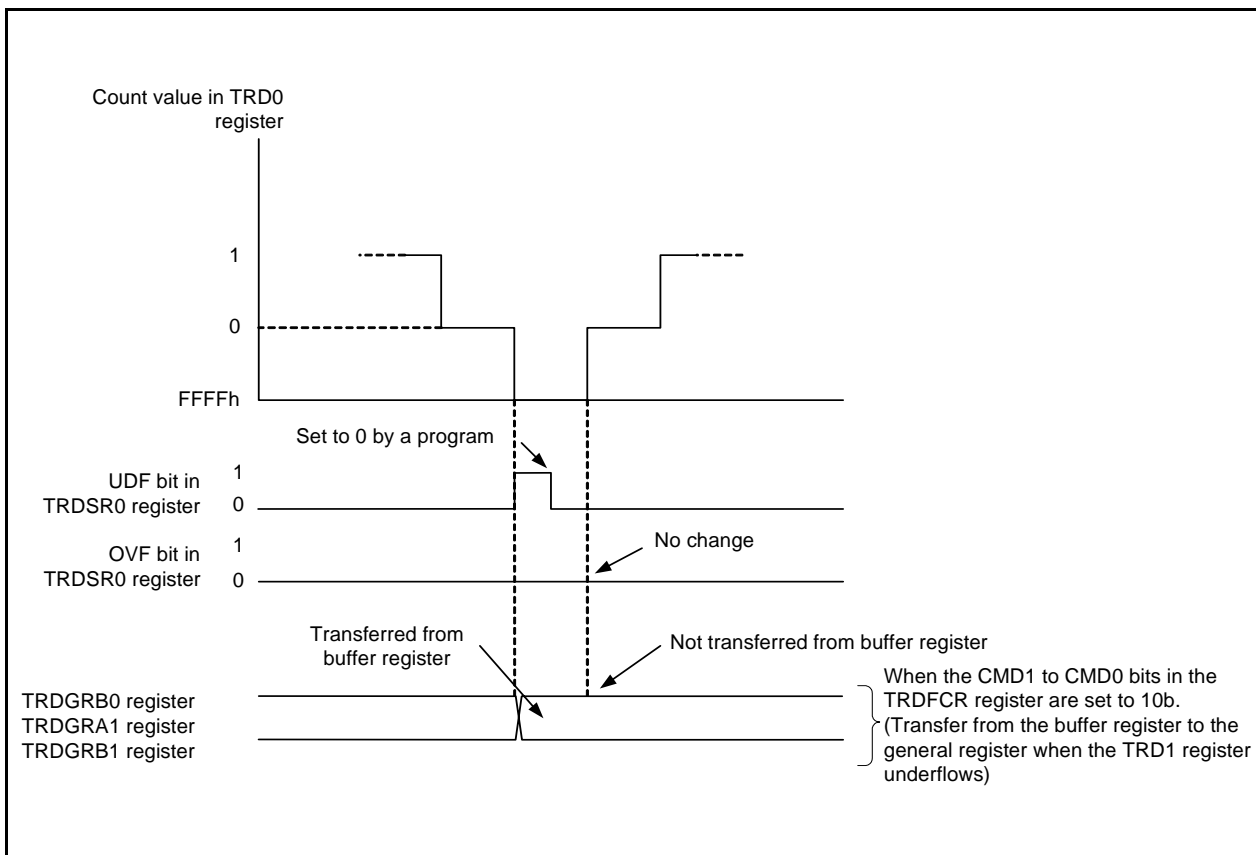 Count value in TRD0
register
1
0
FFFFh
Set to 0 by a program
UDF bit in
TRDSR0 register
1
0
OVF bit in
TRDSR0 register
1
0
No change
Transferred from
buffer register
Not transferred from buffer register
TRDGRB0 register
TRDGRA1 register
TRDGRB1 register
When the CMD1 to CMD0 bits in the
TRDFCR register are set to 10b.
(Transfer from the buffer register to the
general register when the TRD1 register
underflows)